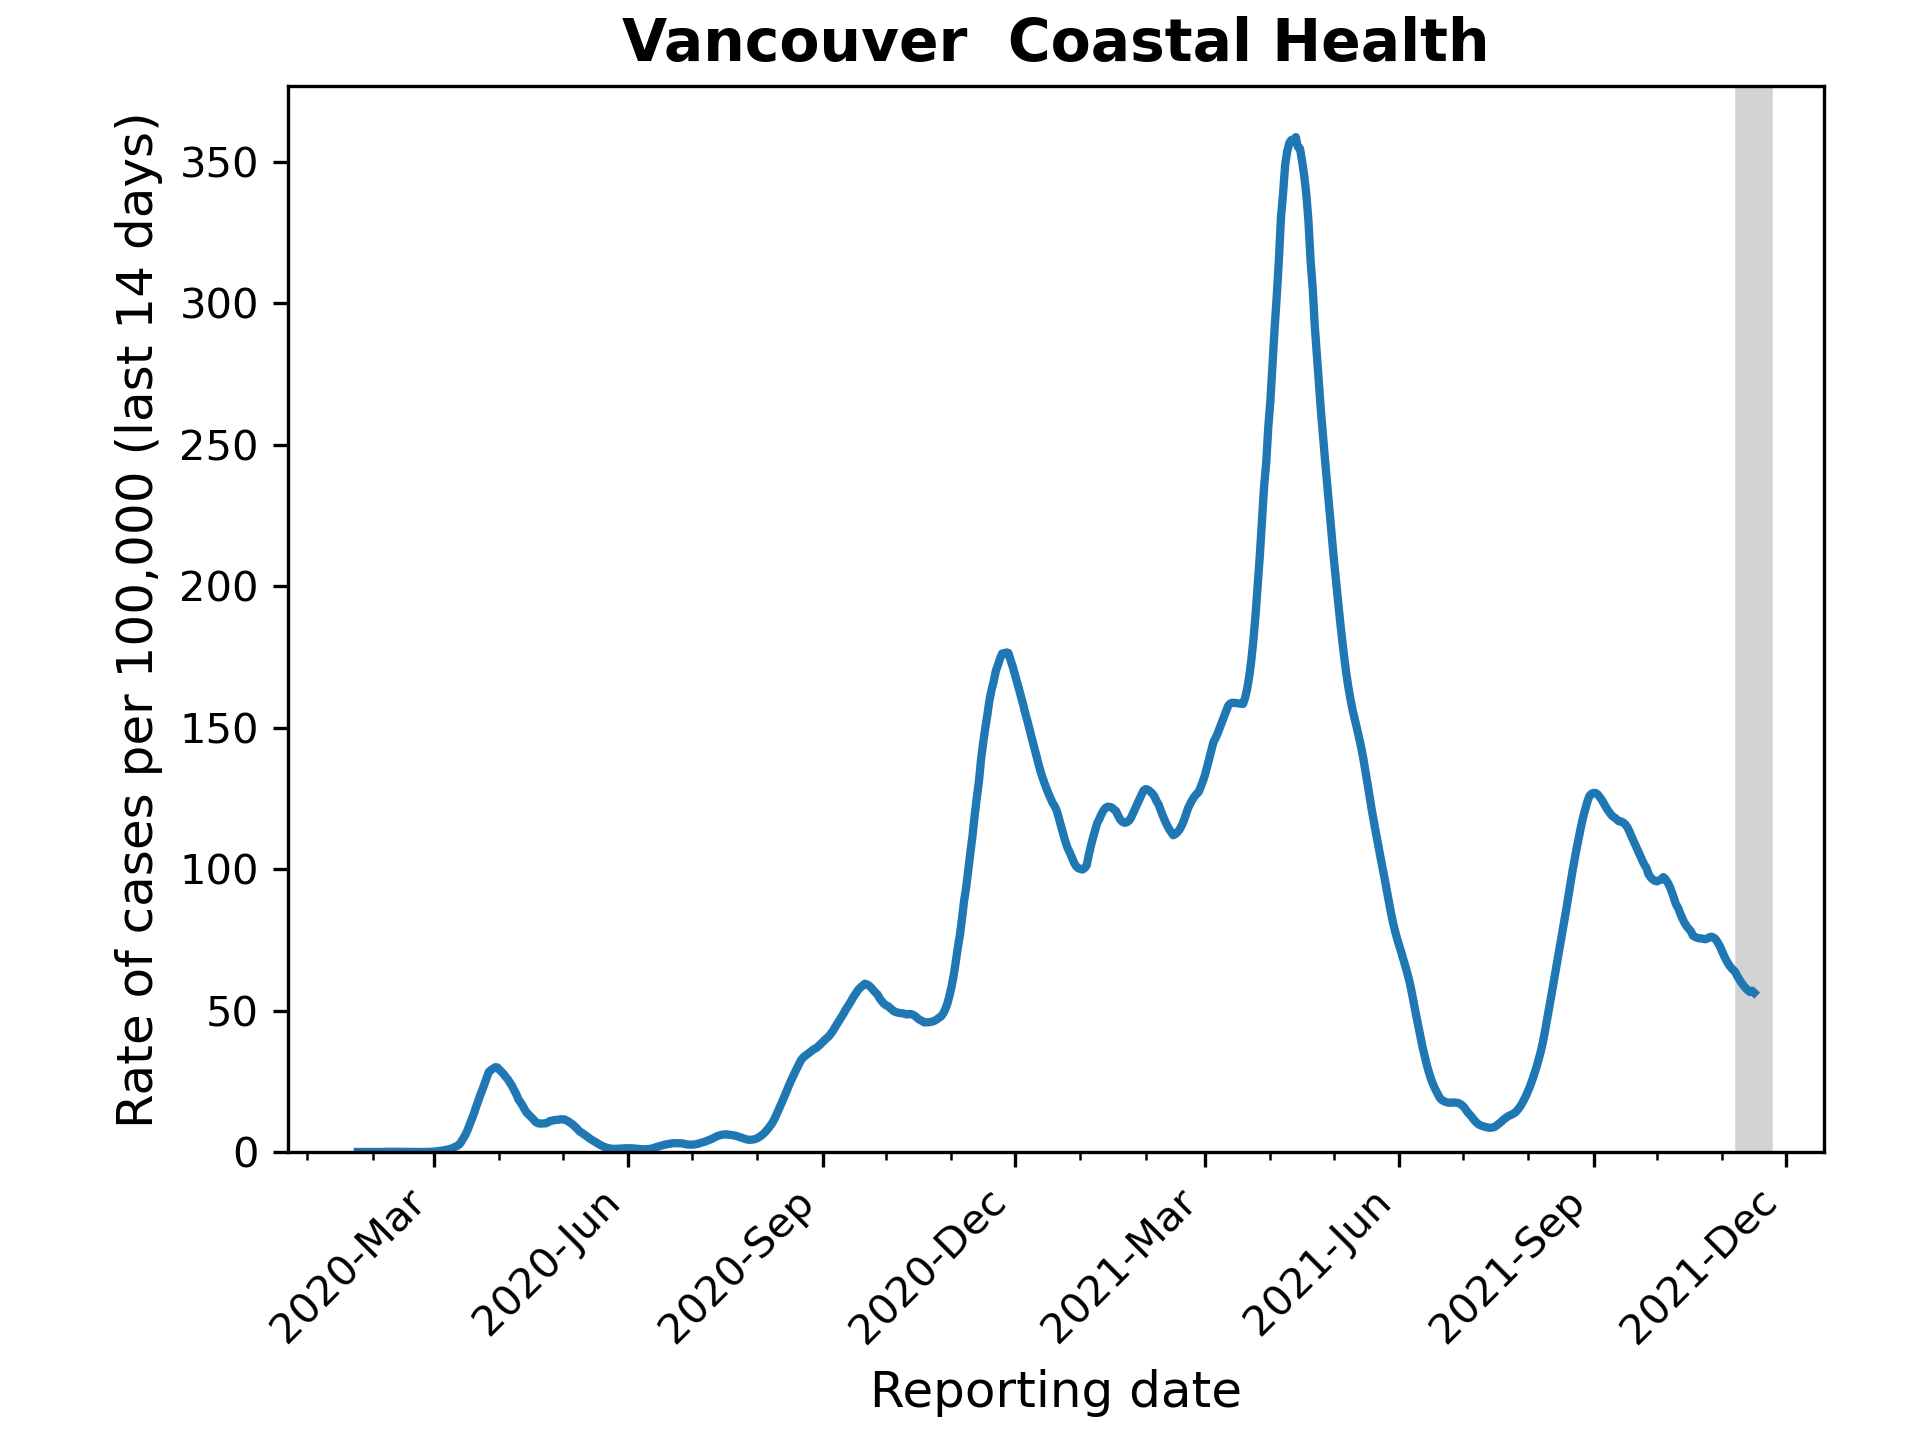 Vancouver  Coastal Health
Rate of cases per 100,000 (last 14 days)
350
300
250
200
150
100
50
0
2020-Mar
2020-Jun
2020-Sep
2020-Dec
2021-Mar
2021-Jun
2021-Sep
2021-Dec
Reporting date